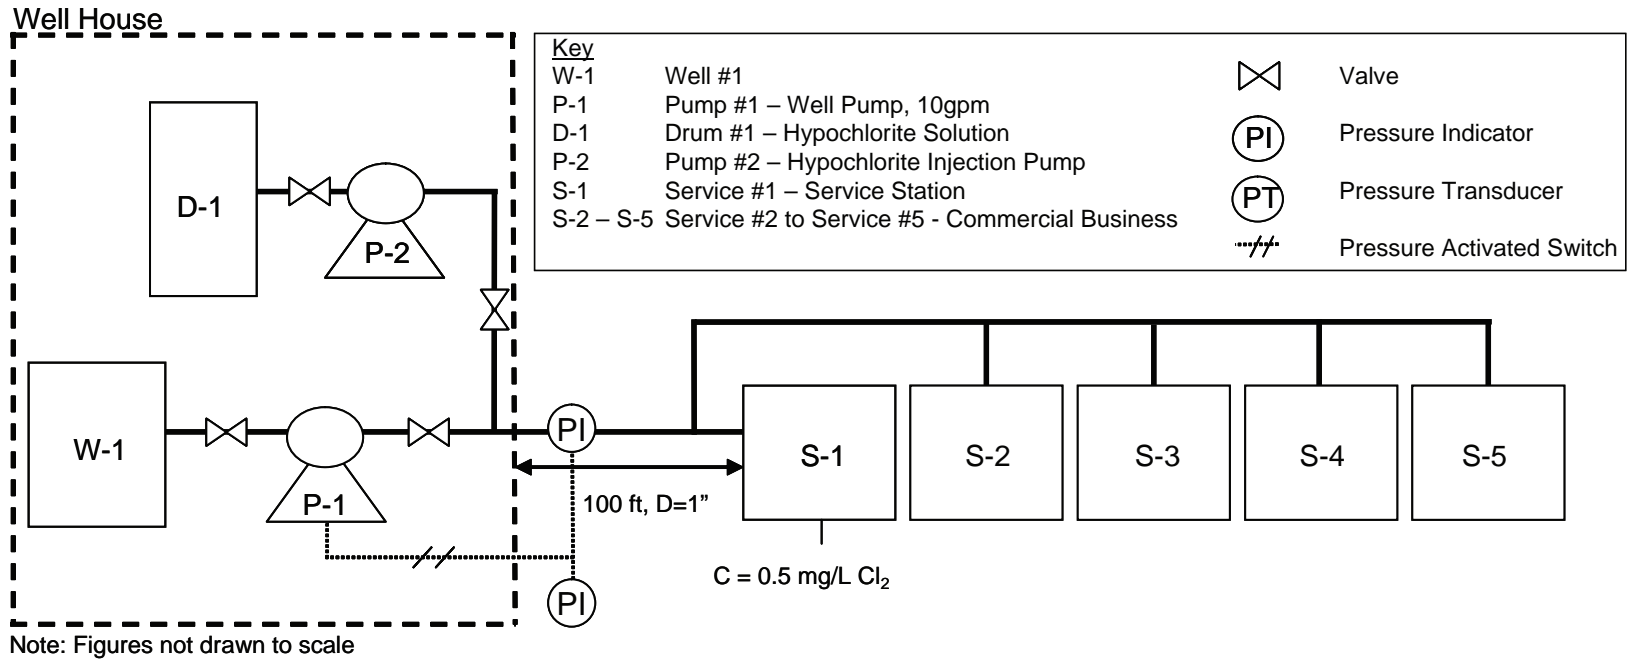 Well House
Key
W-1 Well #1
P-1 Pump #1 – Well Pump, 10gpm
D-1 Drum #1 – Hypochlorite Solution
P-2 Pump #2 – Hypochlorite Injection Pump
S-1 Service #1 – Service Station
S-2 – S-5 Service #2 to Service #5 - Commercial Business
Valve
PI Pressure Indicator
PT Pressure Transducer
Pressure Activated Switch
D-1
P-2
W-1
P-1
PI
S-1
S-2
S-3
S-4
S-5
100 ft, D=1”
C = 0.5 mg/L Cl₂
PI
Note: Figures not drawn to scale